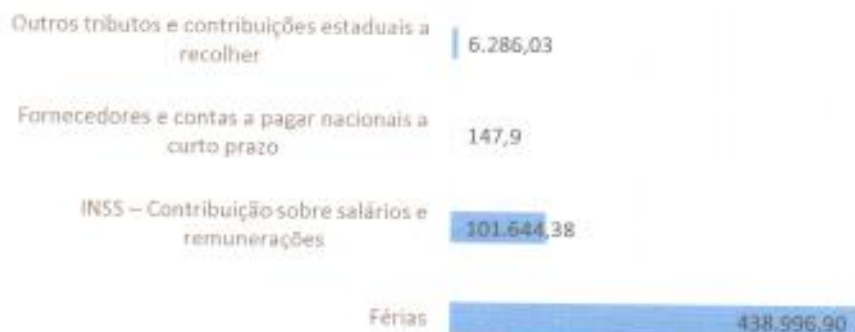 Outros tributos e contribuições estaduais a
recolher
6.286,03
Fornecedores e contas a pagar nacionais a
curto prazo
147,9
INSS – Contribuição sobre salários e
remunerações
101.644,38
Férias
438.996,90